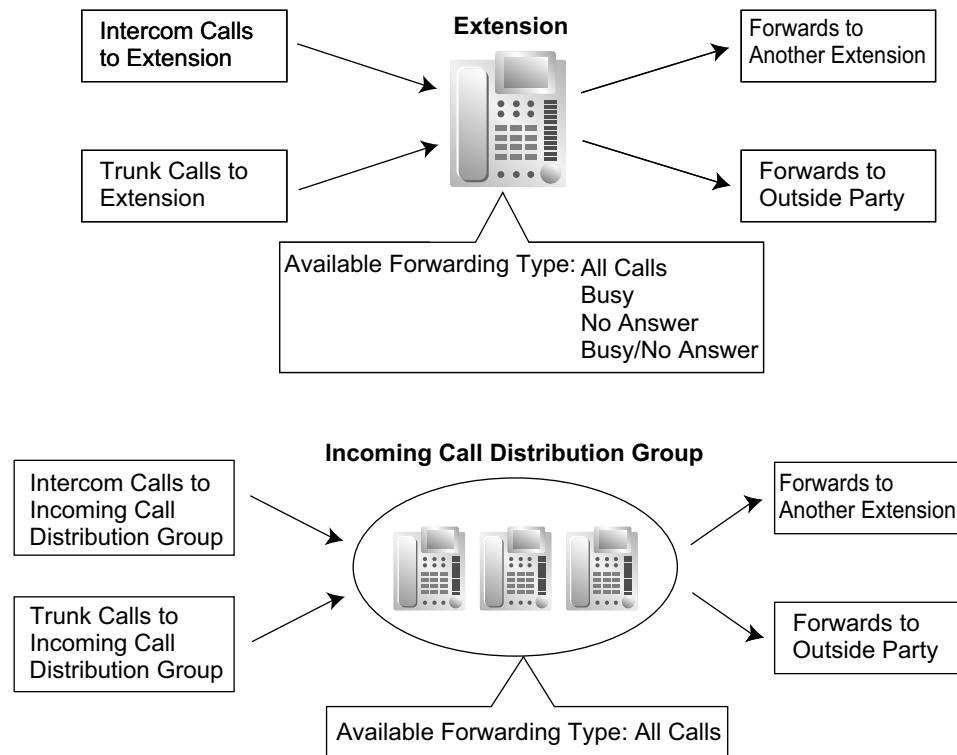 Intercom Calls
to Extension
Extension
Forwards to
Another Extension
Trunk Calls to
Extension
Forwards to
Outside Party
Available Forwarding Type: All Calls
Busy
No Answer
Busy/No Answer
Incoming Call Distribution Group
Intercom Calls to
Incoming Call
Distribution Group
Forwards to
Another Extension
Trunk Calls to
Incoming Call
Distribution Group
Forwards to
Outside Party
Available Forwarding Type: All Calls